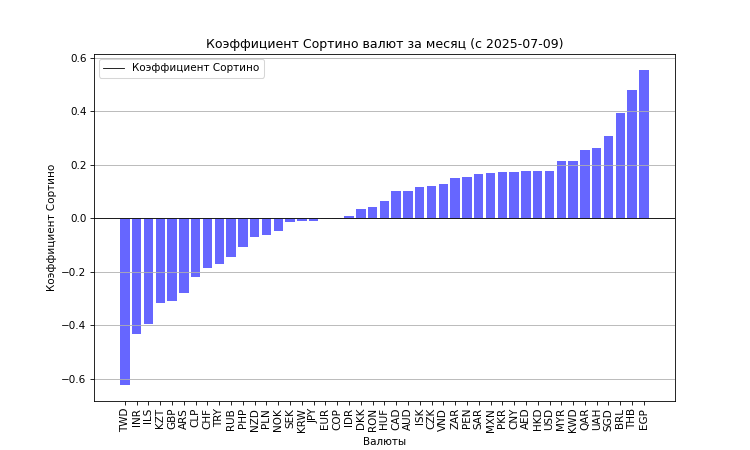 Коэффициент Сортино валют за месяц (с 2025-07-09)
Коэффициент Сортино
0.6
0.4
0.2
0.0
−0.2
−0.4
−0.6
Коэффициент Сортино
TWD INR ILS KZT GBP ARS CLP CHF TRY RUB PHP NZD PLN NOK SEK KRW JPY EUR COP IDR DKK RON HUF CAD AUD ISK CZK VND ZAR PEN SAR MXN PKR CNY AED HKD USD MYR KWD QAR UAH SGD BRL THB EGP
Валюты